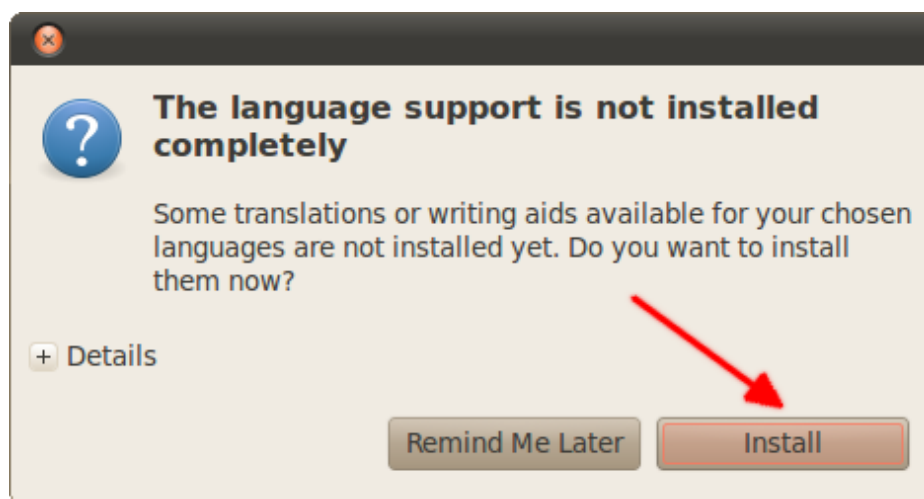 The language support is not installed
completely
Some translations or writing aids available for your chosen
languages are not installed yet. Do you want to install
them now?
Details
Remind Me Later Install